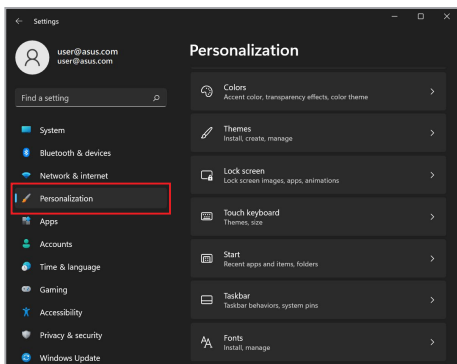 Settings
user@asus.com
user@asus.com
Find a setting
System
Bluetooth & devices
Network & internet
Personalization
Apps
Accounts
Time & language
Gaming
Accessibility
Privacy & security
Windows Update
Personalization
Colors
Accent color, transparency effects, color theme
Themes
Install, create, manage
Lock screen
Lock screen images, apps, animations
Touch keyboard
Themes, size
Start
Recent apps and items, folders
Taskbar
Taskbar behaviors, system pins
Fonts
Install, manage